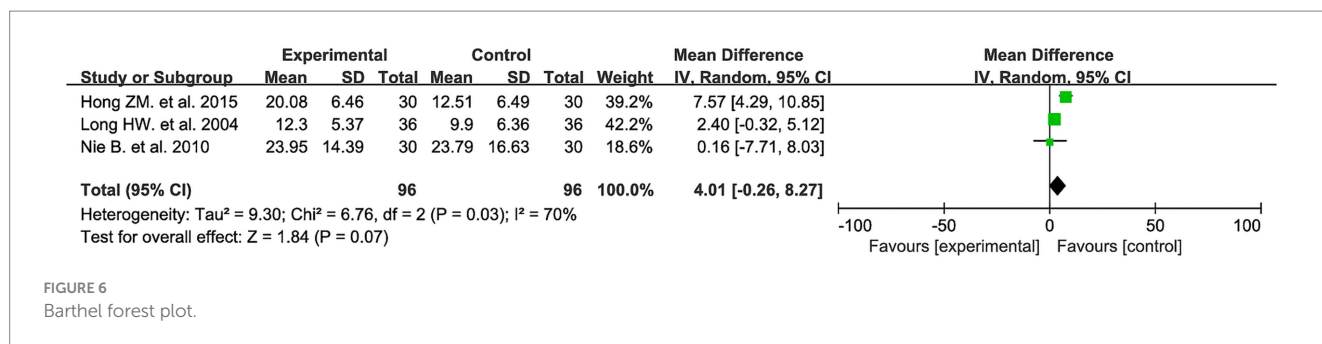 Experimental Control Mean Difference Mean Difference
Study or Subgroup Mean SD Total Mean SD Total Weight IV, Random, 95% CI IV, Random, 95% CI
Hong ZM. et al. 2015 20.08 6.46 30 12.51 6.49 30 39.2% 7.57 [4.29, 10.85]
Long HW. et al. 2004 12.3 5.37 36 9.9 6.36 36 42.2% 2.40 [-0.32, 5.12]
Nie B. et al. 2010 23.95 14.39 30 23.79 16.63 30 18.6% 0.16 [-7.71, 8.03]
Total (95% CI) 96 96 100.0% 4.01 [-0.26, 8.27]
Heterogeneity: Tau² = 9.30; Chi² = 6.76, df = 2 (P = 0.03); I² = 70%
Test for overall effect: Z = 1.84 (P = 0.07)
-100 -50 0 50 100
Favours [experimental] Favours [control]
FIGURE 6
Barthel forest plot.